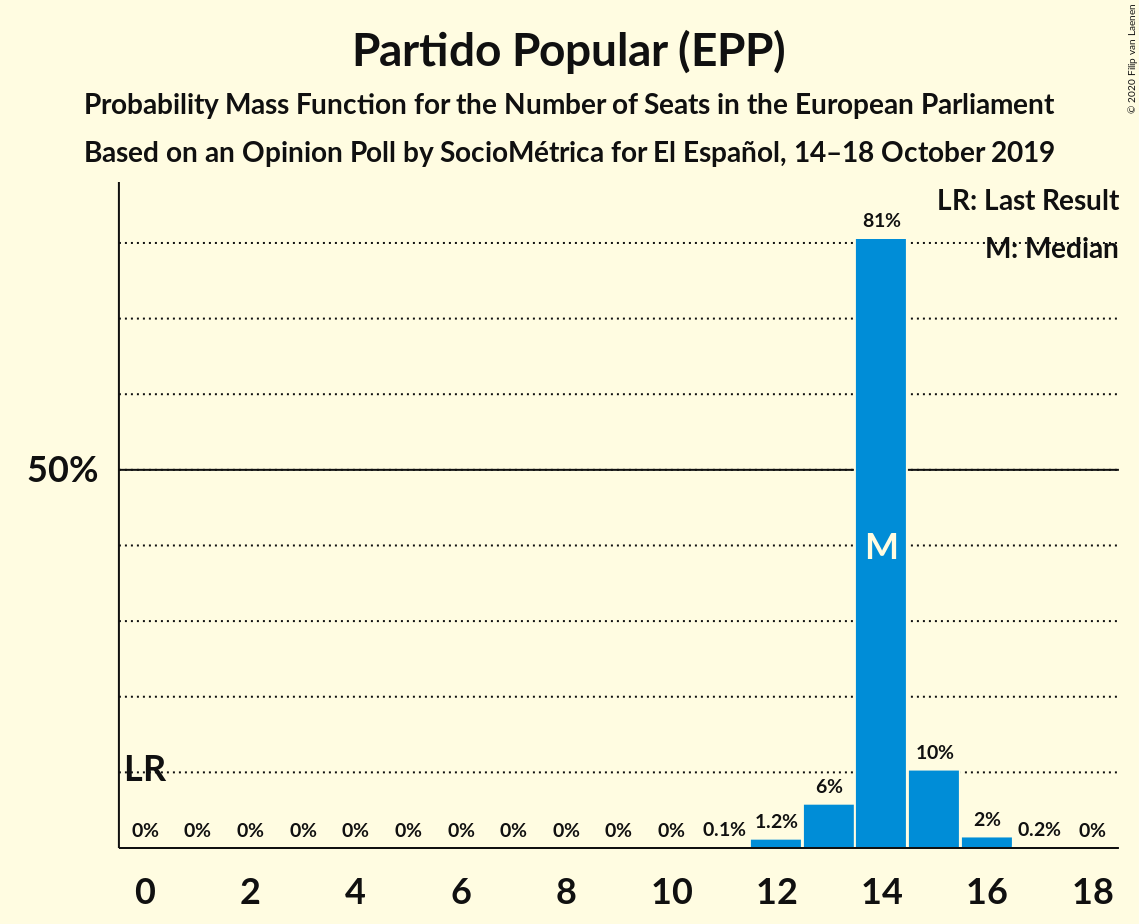 Partido Popular (EPP)
Probability Mass Function for the Number of Seats in the European Parliament
Based on an Opinion Poll by SocioMétrica for El Español, 14–18 October 2019
© 2020 Filip van Laenen
LR: Last Result
M: Median
81%
50%
M
LR
10%
6%
0% 0% 0% 0% 0% 0% 0% 0% 0% 0% 0% 0.1% 1.2% 2% 0.2% 0%
0 2 4 6 8 10 12 14 16 18